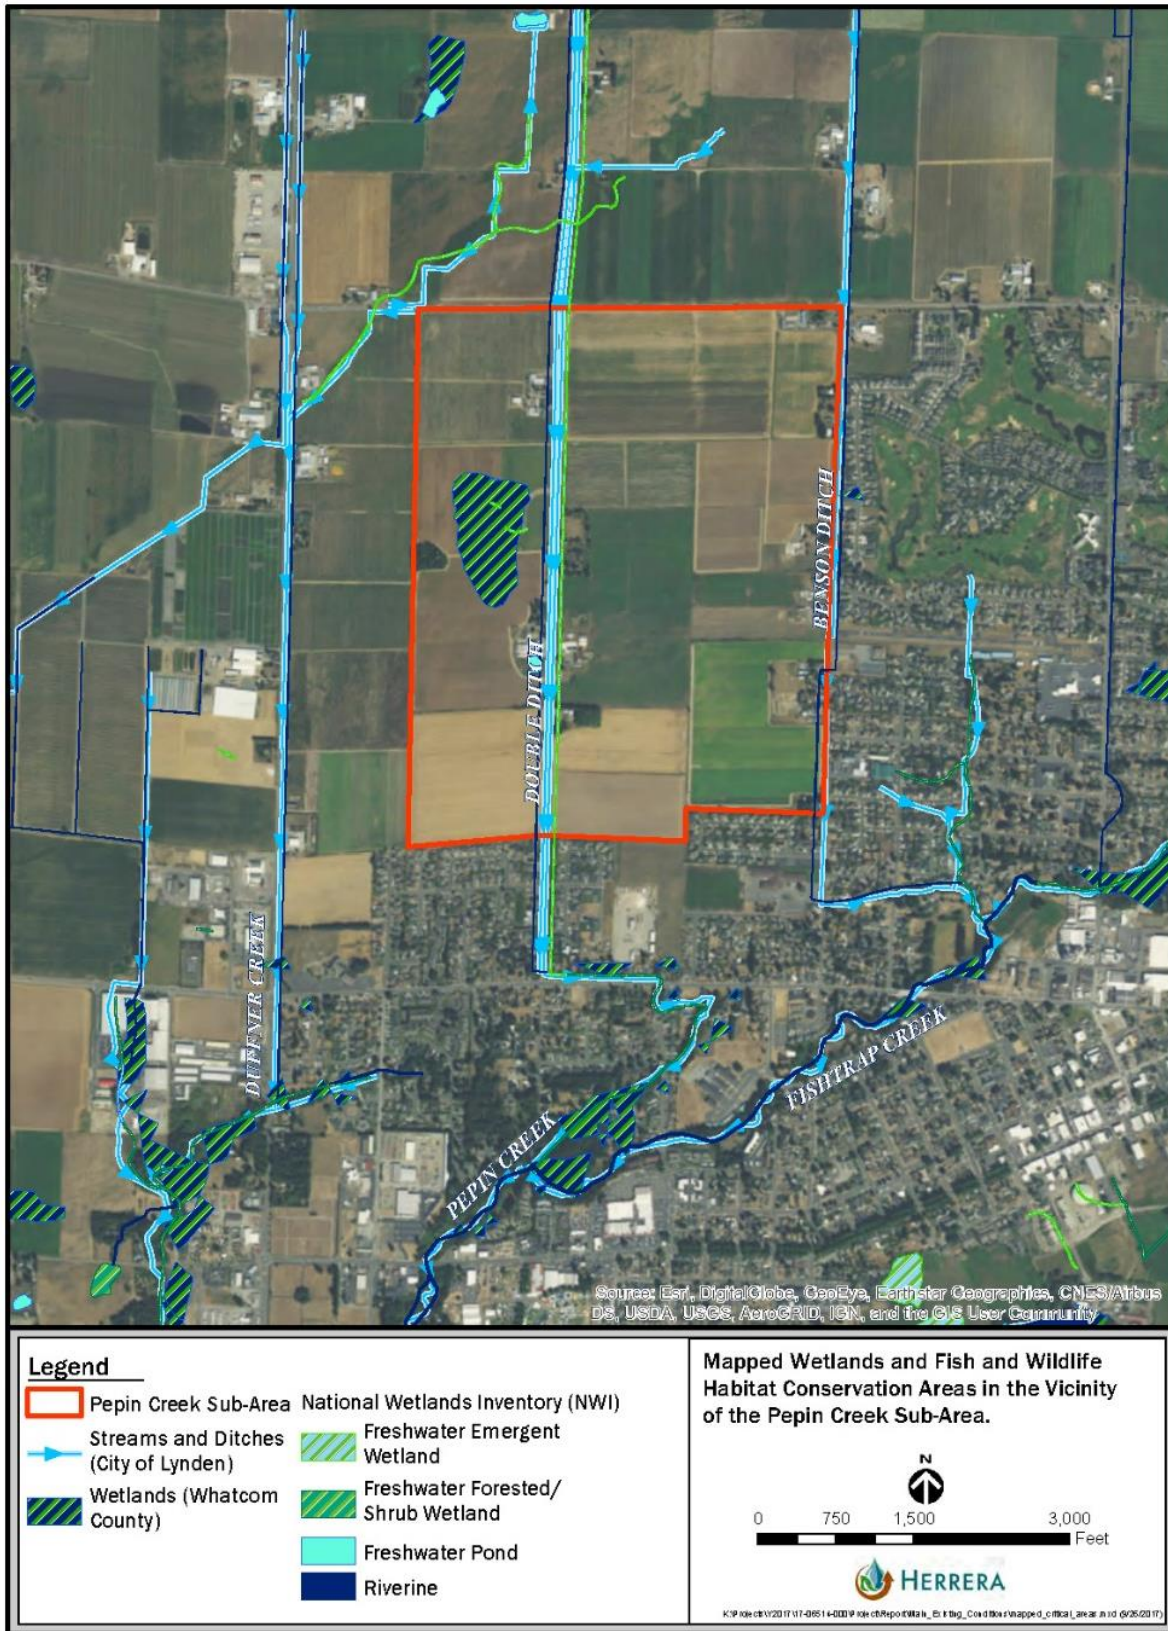 BENSON DITCH
DOUBLE DITCH
DUFFNER CREEK
FISHTRAP CREEK
PEPIN CREEK
Source: Esri, DigitalGlobe, GeoEye, Earthstar Geographics, CNES/Airbus
DS, USDA, USGS, AeroGRID, IGN, and the GIS User Community
Legend
Pepin Creek Sub-Area
Streams and Ditches
(City of Lynden)
Wetlands (Whatcom
County)
National Wetlands Inventory (NWI)
Freshwater Emergent
Wetland
Freshwater Forested/
Shrub Wetland
Freshwater Pond
Riverine
Mapped Wetlands and Fish and Wildlife
Habitat Conservation Areas in the Vicinity
of the Pepin Creek Sub-Area.
N
0 750 1,500 3,000
Feet
HERRERA